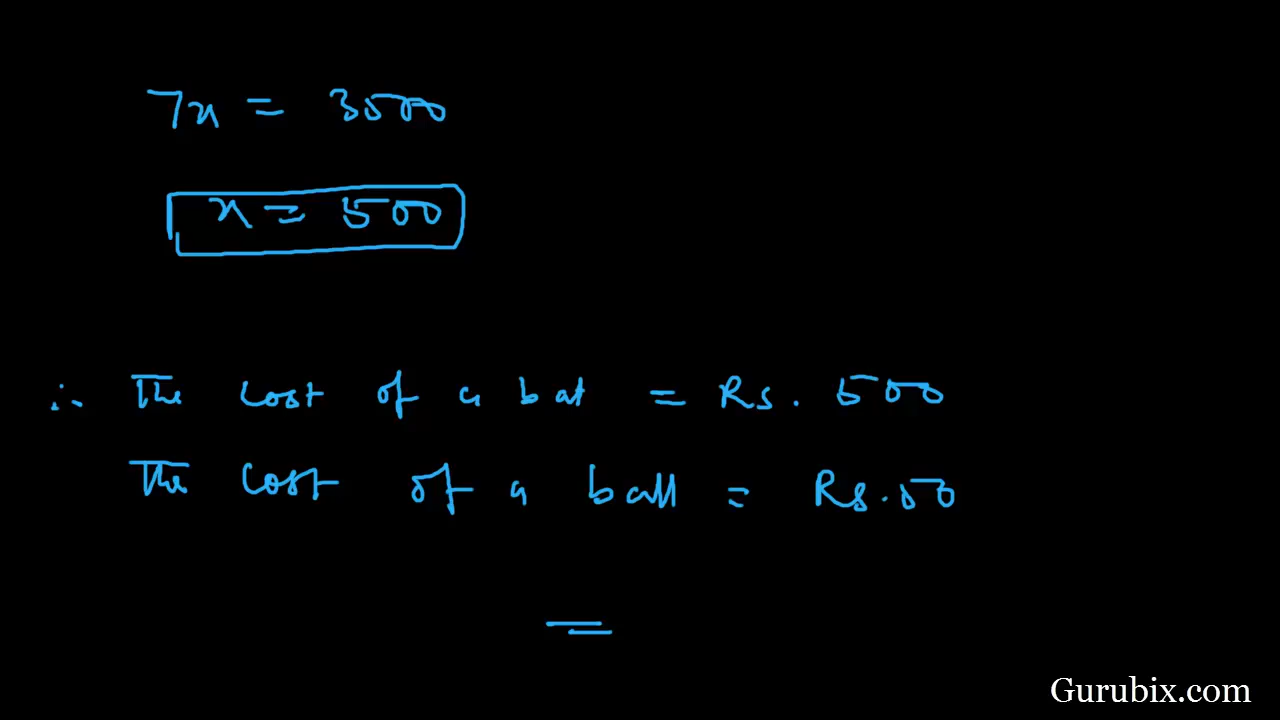 7x = 3500
x = 500
∴ The cost of a bat = Rs. 500
The cost of a ball = Rs. 50
Gurubix.com